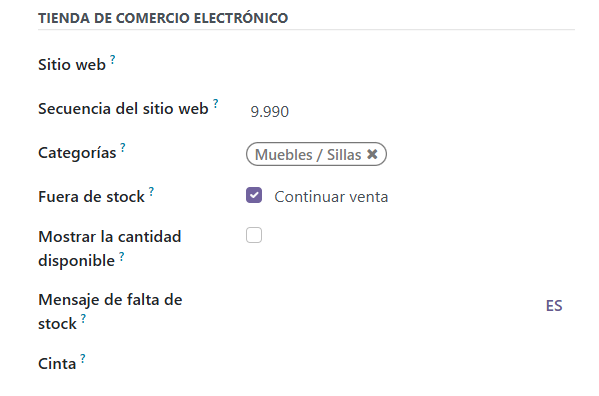 TIENDA DE COMERCIO ELECTRÓNICO
Sitio web ?
Secuencia del sitio web ? 9.990
Categorías ? Muebles / Sillas ✖
Fuera de stock ? Continuar venta
Mostrar la cantidad
disponible ?
Mensaje de falta de
stock ? ES
Cinta ?